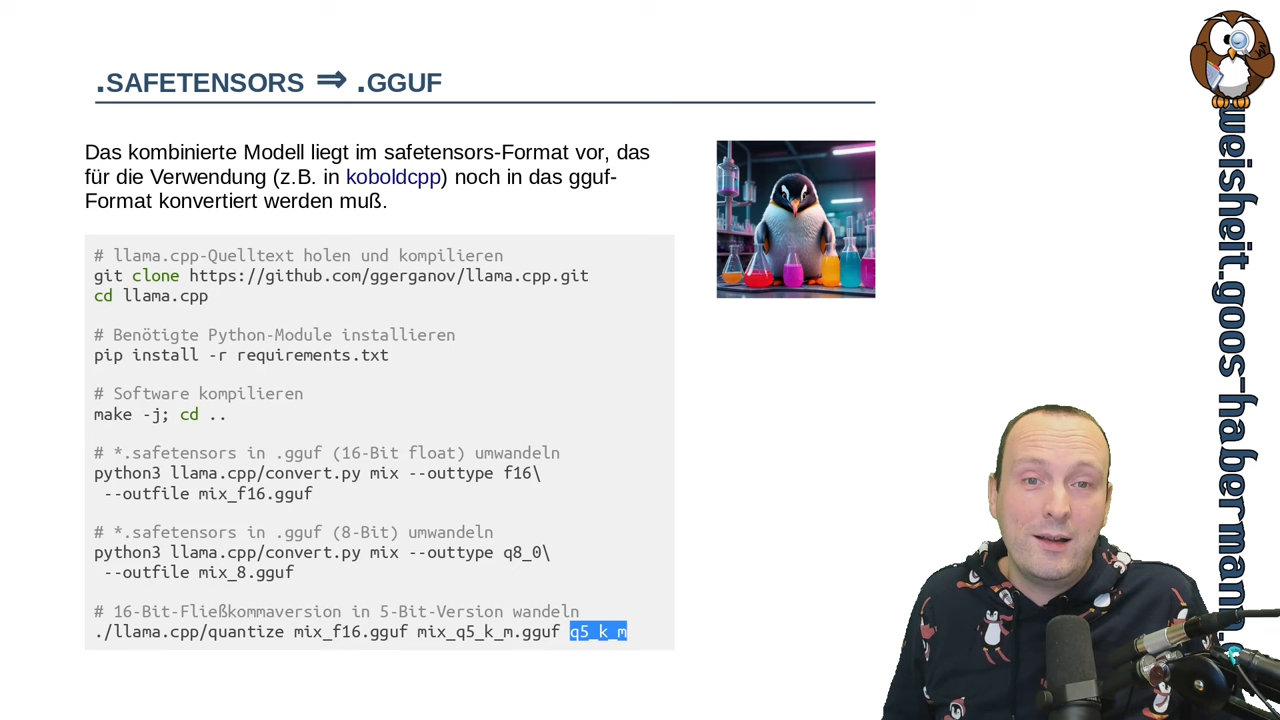 .SAFETENSORS ⇒ .GGUF
Das kombinierte Modell liegt im safetensors-Format vor, das
für die Verwendung (z.B. in koboldcpp) noch in das gguf-
Format konvertiert werden muß.
# llama.cpp-Quelltext holen und kompilieren
git clone https://github.com/ggerganov/llama.cpp.git
cd llama.cpp
# Benötigte Python-Module installieren
pip install -r requirements.txt
# Software kompilieren
make -j; cd ..
# *.safetensors in .gguf (16-Bit float) umwandeln
python3 llama.cpp/convert.py mix --outtype f16\
--outfile mix_f16.gguf
# *.safetensors in .gguf (8-Bit) umwandeln
python3 llama.cpp/convert.py mix --outtype q8_0\
--outfile mix_8.gguf
# 16-Bit-Fließkommaversion in 5-Bit-Version wandeln
./llama.cpp/quantize mix_f16.gguf mix_q5_k_m.gguf q5_k_m
weisheit.goos-habermann.